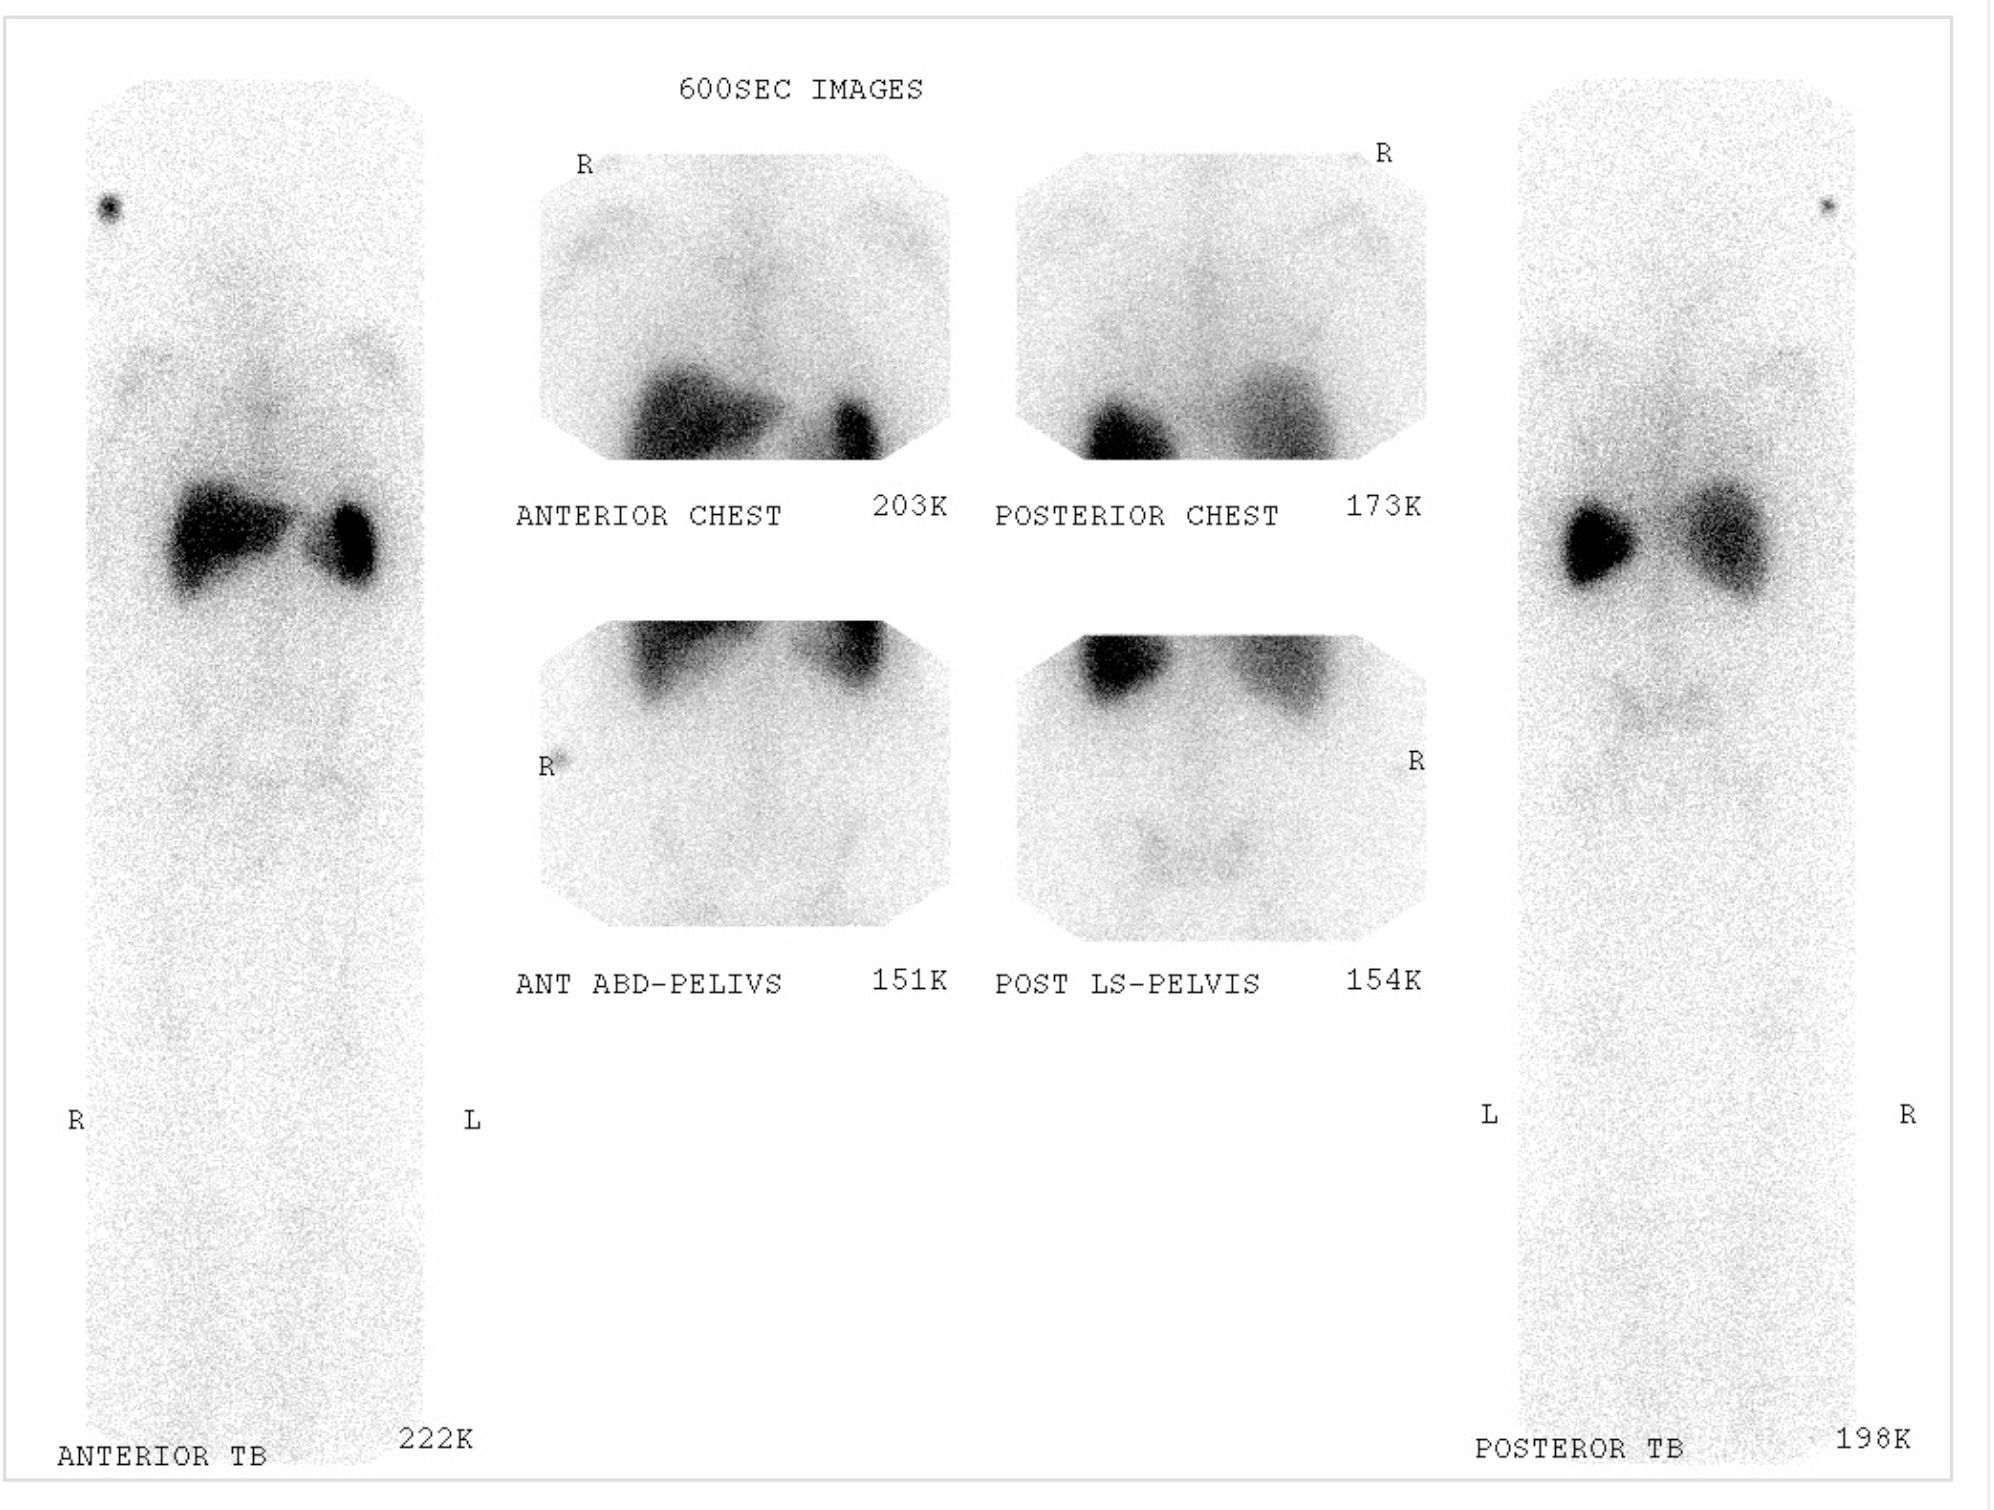 600SEC IMAGES
R
R
ANTERIOR CHEST 203K
POSTERIOR CHEST 173K
R
R
ANT ABD-PELIVS 151K
POST LS-PELVIS 154K
R L
L R
ANTERIOR TB 222K
POSTEROR TB 198K